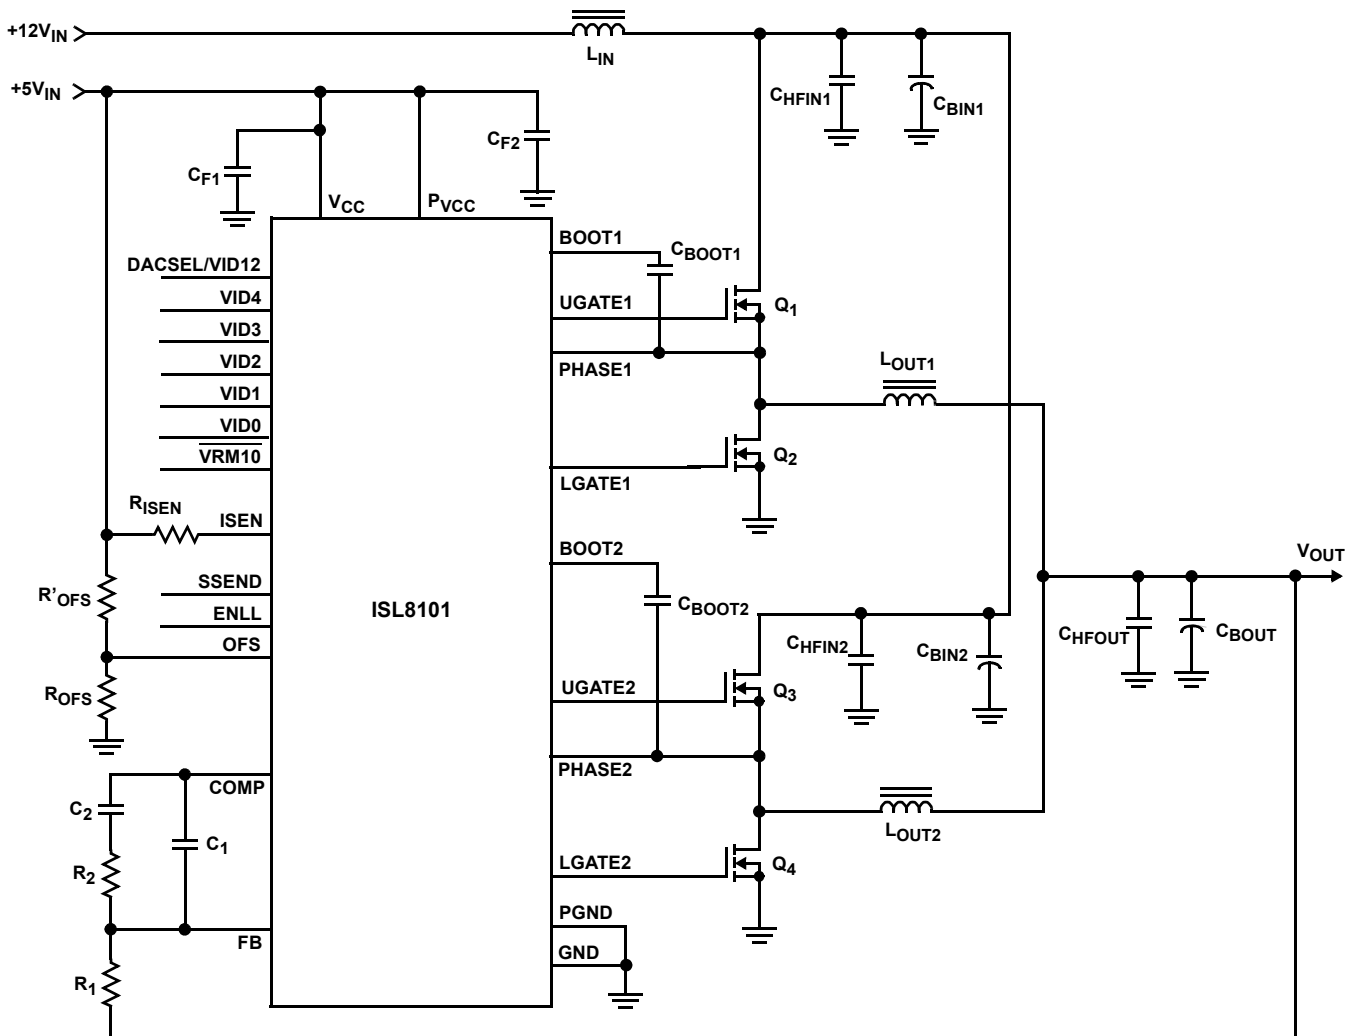 +12VIN
LIN
+5VIN
CHFIN1
CBIN1
CF2
CF1
VCC
PVCC
BOOT1
CBOOT1
DACSEL/VID12
VID4
UGATE1
Q1
VID3
VID2
PHASE1
LOUT1
VID1
VID0
VRM10
Q2
LGATE1
RISEN
ISEN
BOOT2
VOUT
R'OFS
SSEND
ISL8101
CBOOT2
ENLL
OFS
CHFIN2
CBIN2
CHFOUT
CBOUT
ROFS
UGATE2
Q3
PHASE2
COMP
C2
C1
LOUT2
R2
LGATE2
Q4
PGND
FB
GND
R1